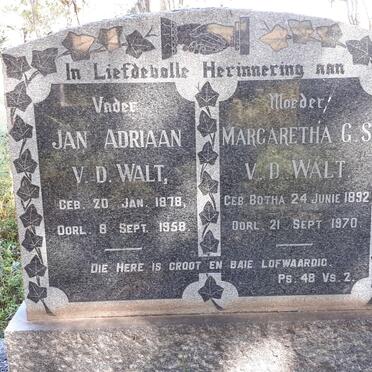 In Liefdevolle Herinnering aan
Vader
JAN ADRIAAN
V.D. WALT,
GEB. 20 JAN. 1878,
OORL. 8 SEPT. 1958.
Moeder
MARGARETHA G.S.
V.D. WALT
GEB BOTHA 24 JUNIE 1892
OORL. 21 SEPT 1970
DIE HERE IS GROOT EN BAIE LOFWAARDIG.
PS. 48 VS. 2.